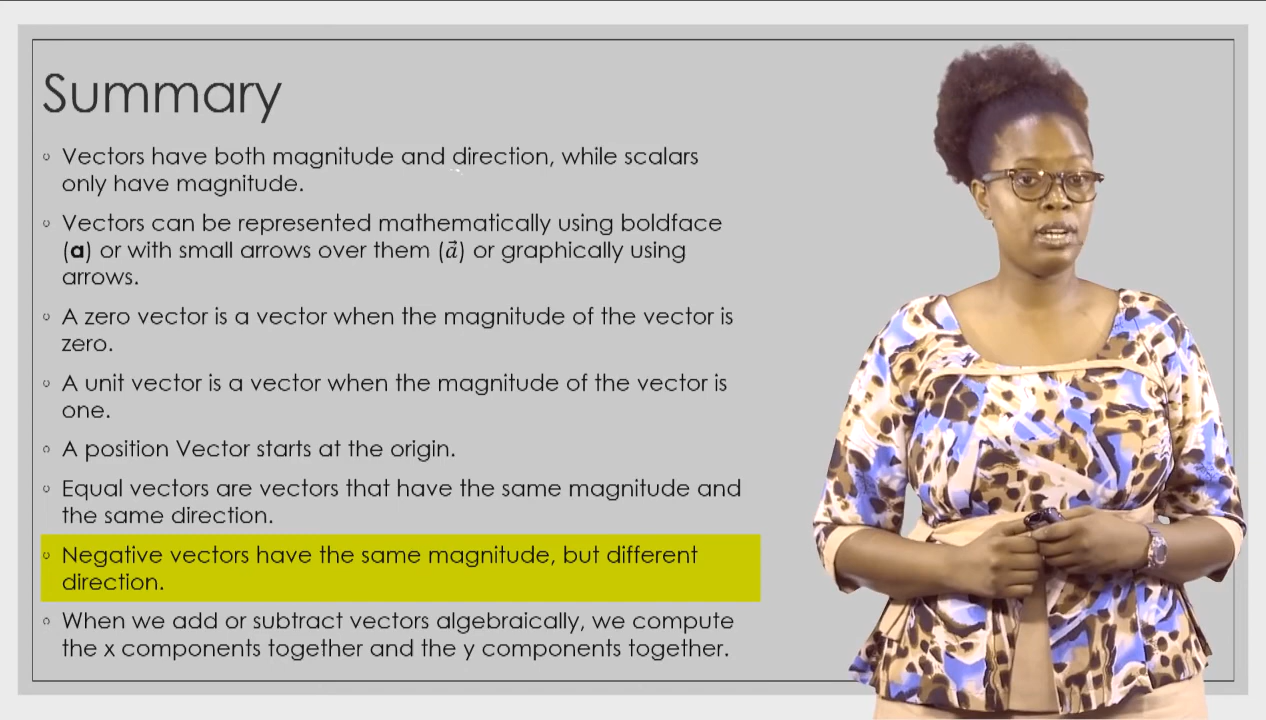 Summary
Vectors have both magnitude and direction, while scalars
only have magnitude.
Vectors can be represented mathematically using boldface
(a) or with small arrows over them (a⃗) or graphically using
arrows.
A zero vector is a vector when the magnitude of the vector is
zero.
A unit vector is a vector when the magnitude of the vector is
one.
A position Vector starts at the origin.
Equal vectors are vectors that have the same magnitude and
the same direction.
Negative vectors have the same magnitude, but different
direction.
When we add or subtract vectors algebraically, we compute
the x components together and the y components together.